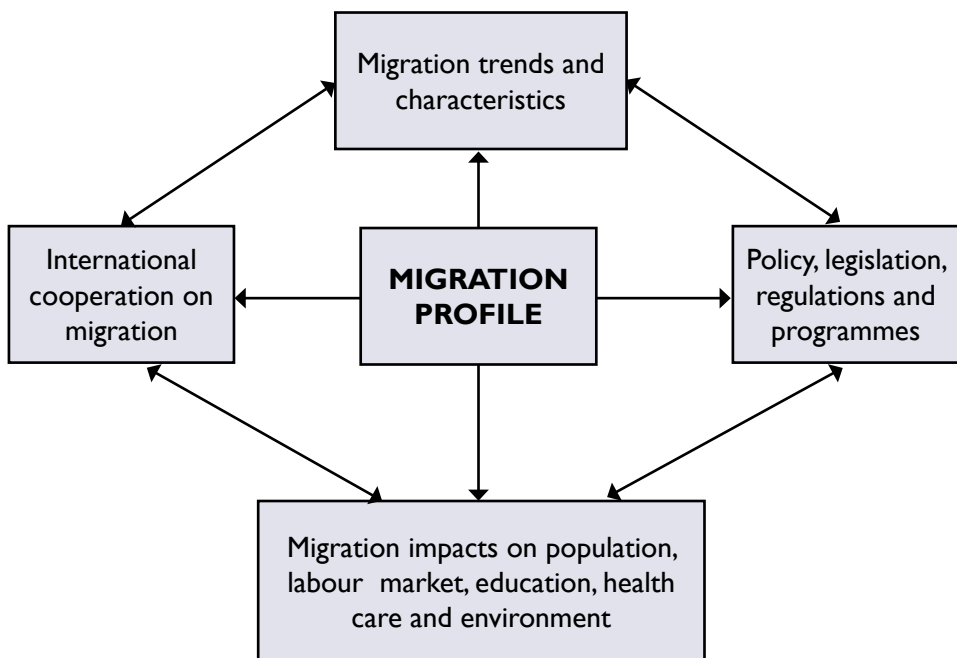 Migration trends and
characteristics
International
cooperation on
migration
MIGRATION
PROFILE
Policy, legislation,
regulations and
programmes
Migration impacts on population,
labour market, education, health
care and environment